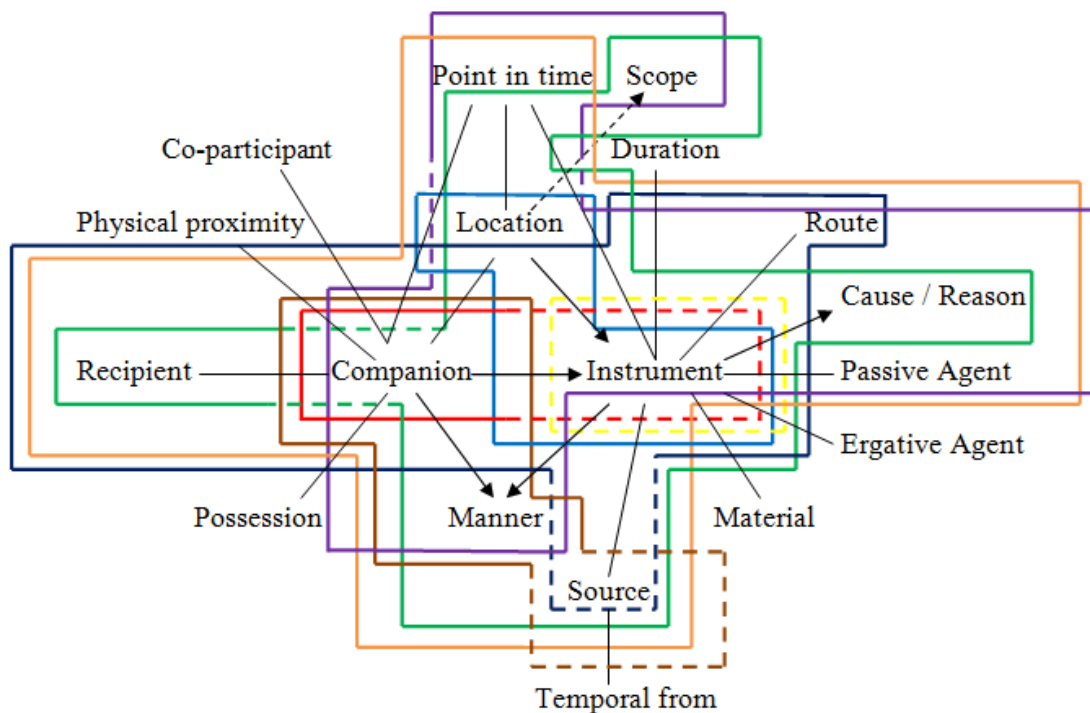 Point in time
Scope
Co-participant
Duration
Physical proximity
Location
Route
Cause / Reason
Recipient
Companion
Instrument
Passive Agent
Ergative Agent
Possession
Manner
Material
Source
Temporal from